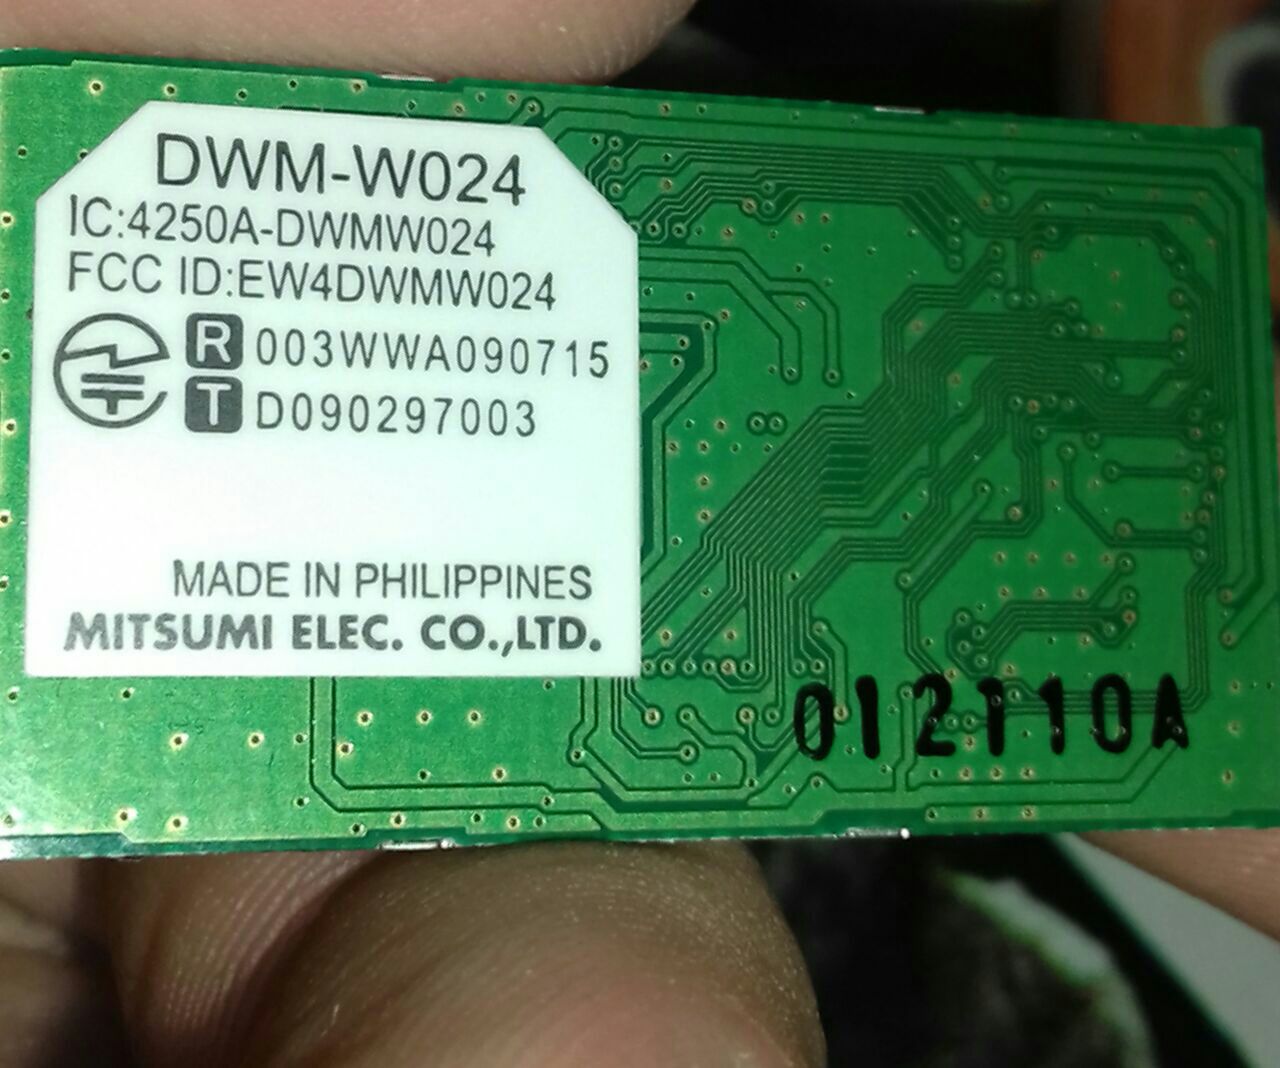 DWM-W024
IC:4250A-DWMW024
FCC ID:EW4DWMW024
R 003WWA090715
T D090297003
MADE IN PHILIPPINES
MITSUMI ELEC. CO.,LTD.
012110A